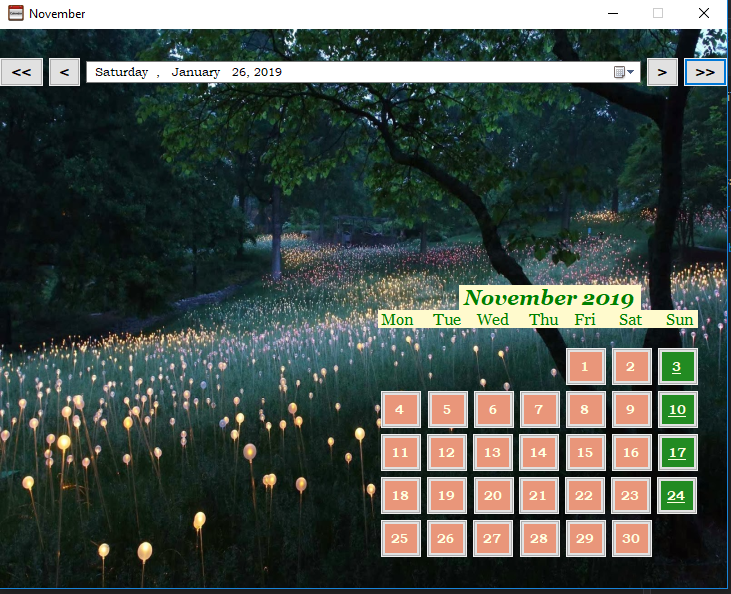 November
<< < Saturday , January 26, 2019 > >>
November 2019
Mon Tue Wed Thu Fri Sat Sun
1 2 3
4 5 6 7 8 9 10
11 12 13 14 15 16 17
18 19 20 21 22 23 24
25 26 27 28 29 30